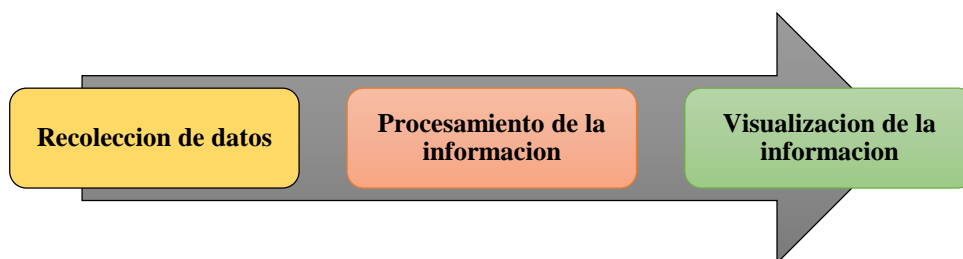 Recoleccion de datos
Procesamiento de la
informacion
Visualizacion de la
informacion